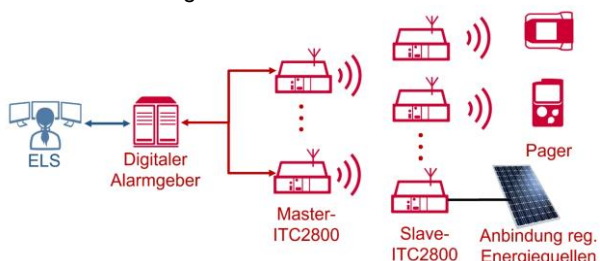 ELS
Digitaler
Alarmgeber
Master-
ITC2800
Slave-
ITC2800
Pager
Anbindung reg.
Energiequellen